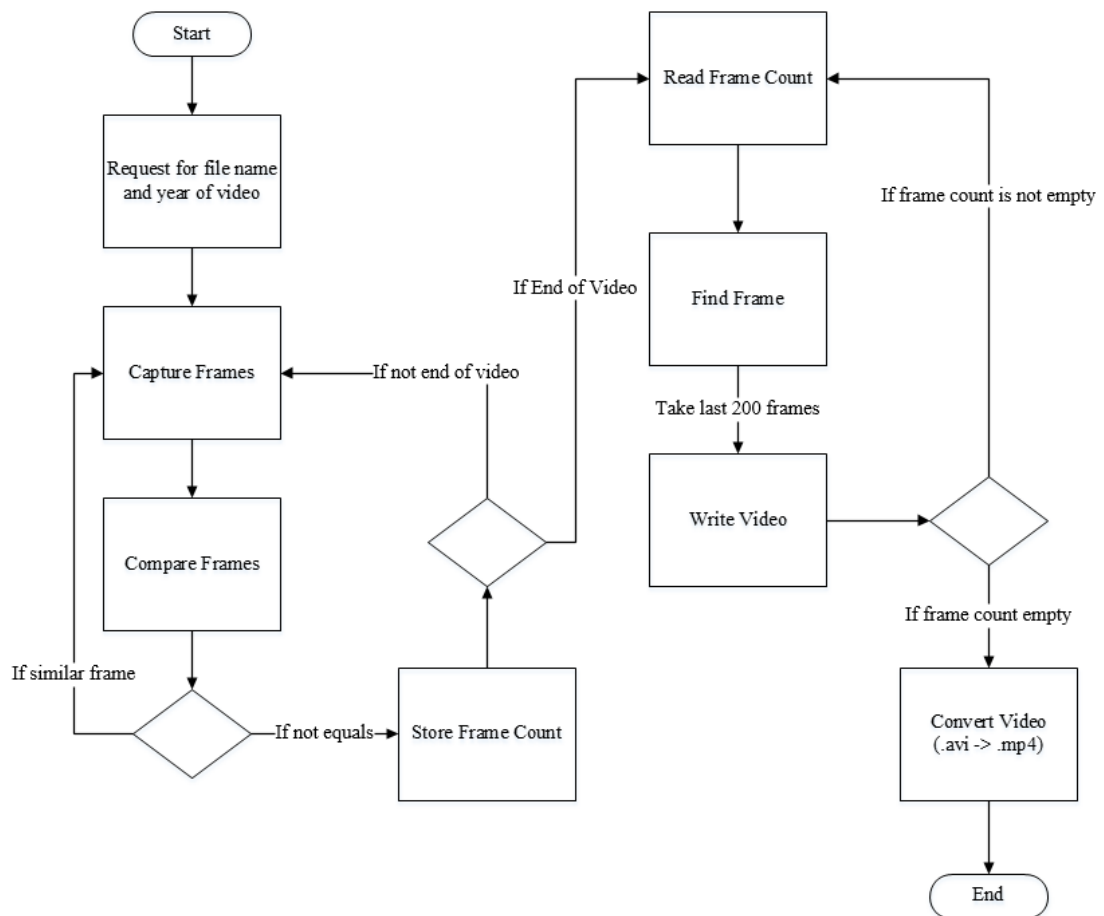 Start
Request for file name
and year of video
Capture Frames
If not end of video
Compare Frames
If similar frame
If not equals
Store Frame Count
If End of Video
Read Frame Count
If frame count is not empty
Find Frame
Take last 200 frames
Write Video
If frame count empty
Convert Video
(.avi -> .mp4)
End